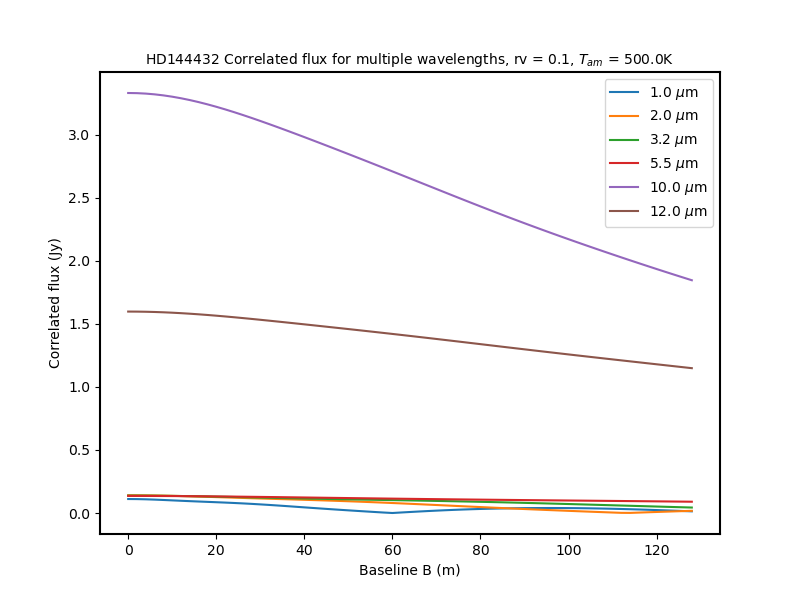 HD144432 Correlated flux for multiple wavelengths, rv = 0.1, $T_{am}$ = 500.0K
1.0 μm
2.0 μm
3.2 μm
5.5 μm
10.0 μm
12.0 μm
Correlated flux (Jy)
3.0
2.5
2.0
1.5
1.0
0.5
0.0
0 20 40 60 80 100 120
Baseline B (m)